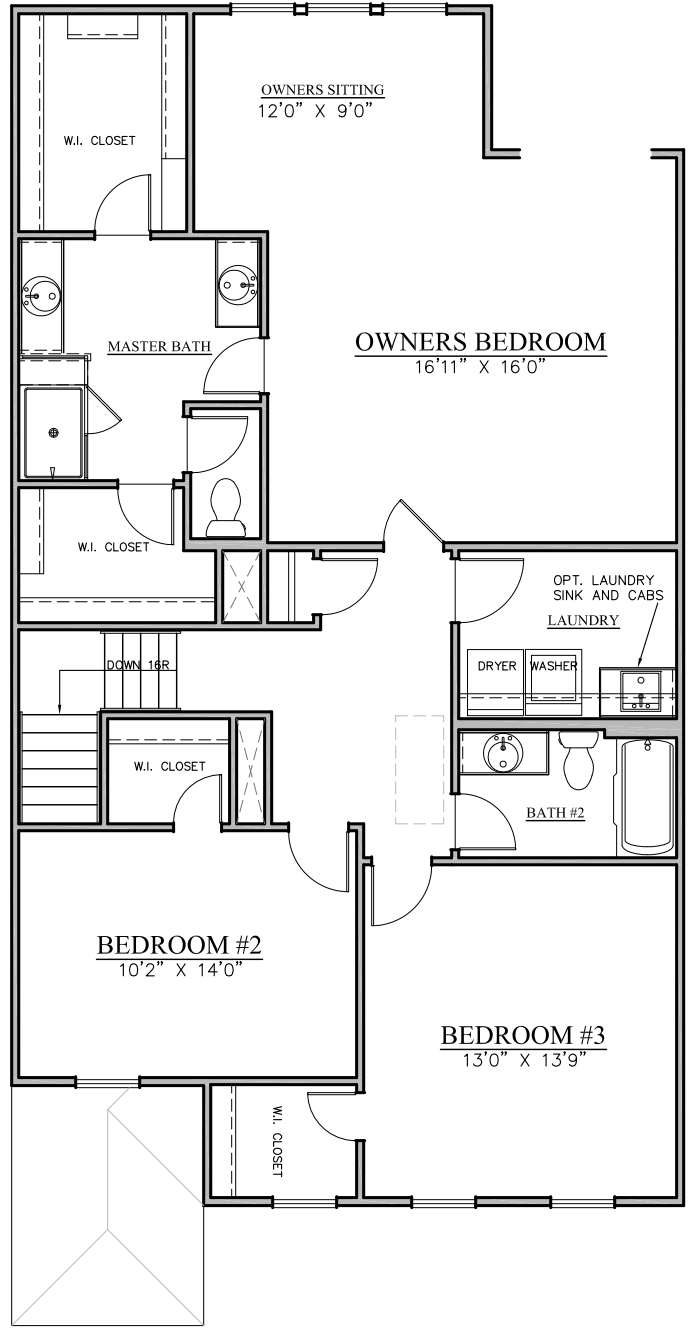 OWNERS SITTING
12'0" X 9'0"
W.I. CLOSET
OWNERS BEDROOM
16'11" X 16'0"
MASTER BATH
W.I. CLOSET
OPT. LAUNDRY
SINK AND CABS
LAUNDRY
DRYER
WASHER
DOWN 16R
W.I. CLOSET
BATH #2
BEDROOM #2
10'2" X 14'0"
BEDROOM #3
13'0" X 13'9"
W.I. CLOSET